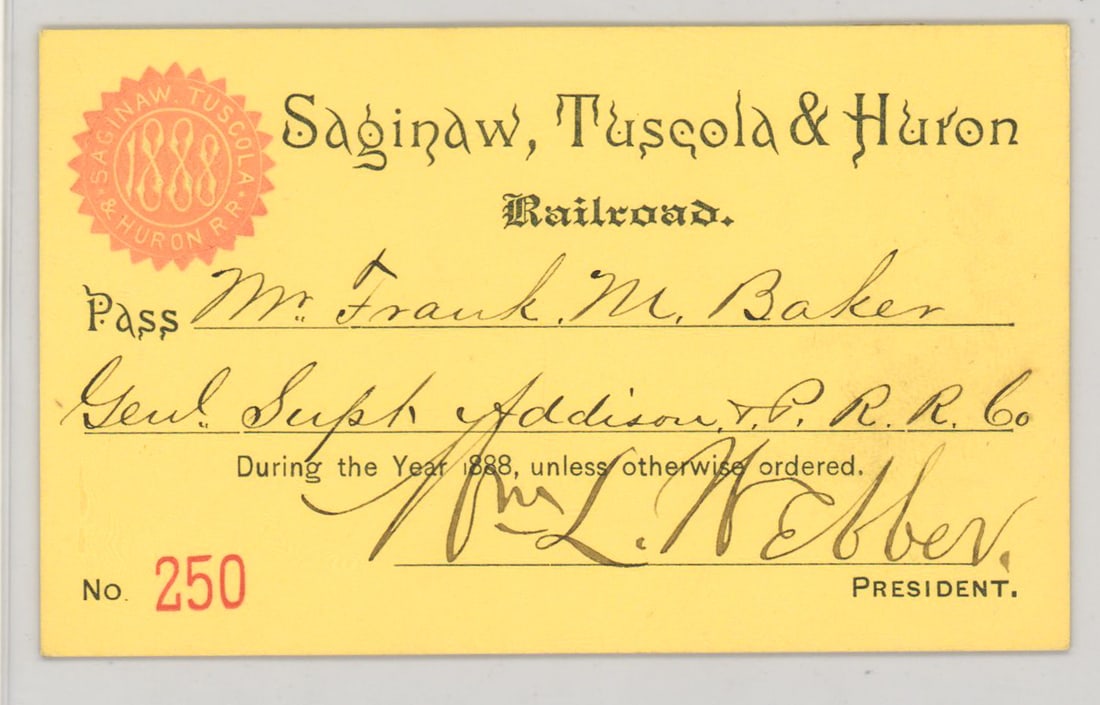 SAGINAW. TUSCOLA
& HURON R.R.
1888
Saginaw, Tuscola & Huron
Railroad.
Pass Mr. Frank. M. Baker
Genl. Supt Addison, & P. R. R. Co
During the Year 1888, unless otherwise ordered.
Wm L. Webber.
No. 250
PRESIDENT.